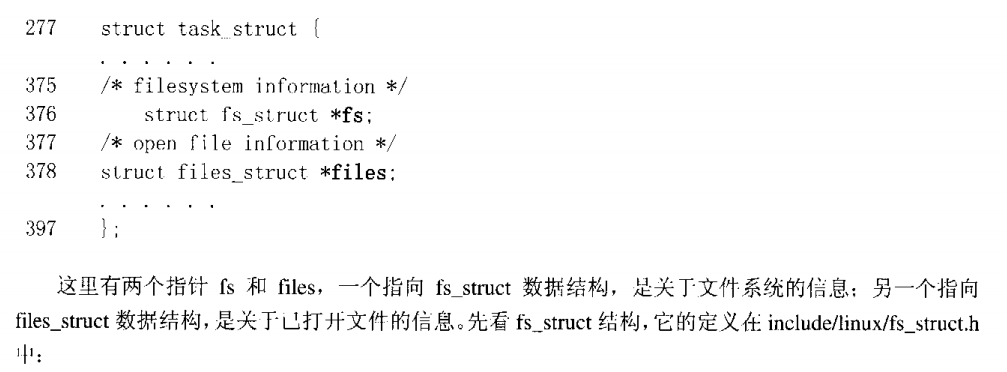 277 struct task_struct {
. . . . . .
375 /* filesystem information */
376 struct fs_struct *fs;
377 /* open file information */
378 struct files_struct *files;
. . . . . .
397 };
这里有两个指针 fs 和 files，一个指向 fs_struct 数据结构，是关于文件系统的信息；另一个指向
files_struct 数据结构，是关于已打开文件的信息。先看 fs_struct 结构，它的定义在 include/linux/fs_struct.h
中：